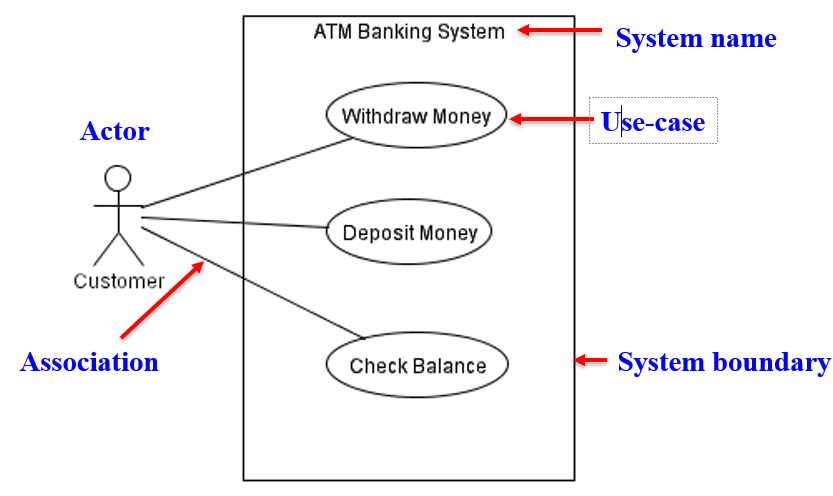 ATM Banking System
System name
Withdraw Money
Use-case
Actor
Deposit Money
Customer
Association
Check Balance
System boundary